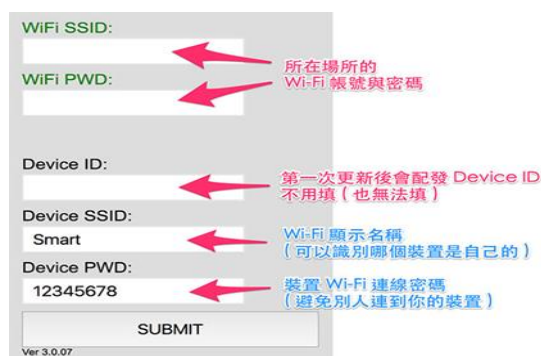 WiFi SSID:
所在場所的
WiFi PWD:
Wi-Fi 帳號與密碼
Device ID:
第一次更新後會配發 Device ID
不用填 ( 也無法填 )
Device SSID:
Smart
Wi-Fi 顯示名稱
( 可以識別哪個裝置是自己的 )
Device PWD:
12345678
裝置 Wi-Fi 連線密碼
( 避免別人連到你的裝置 )
SUBMIT
Ver 3.0.07